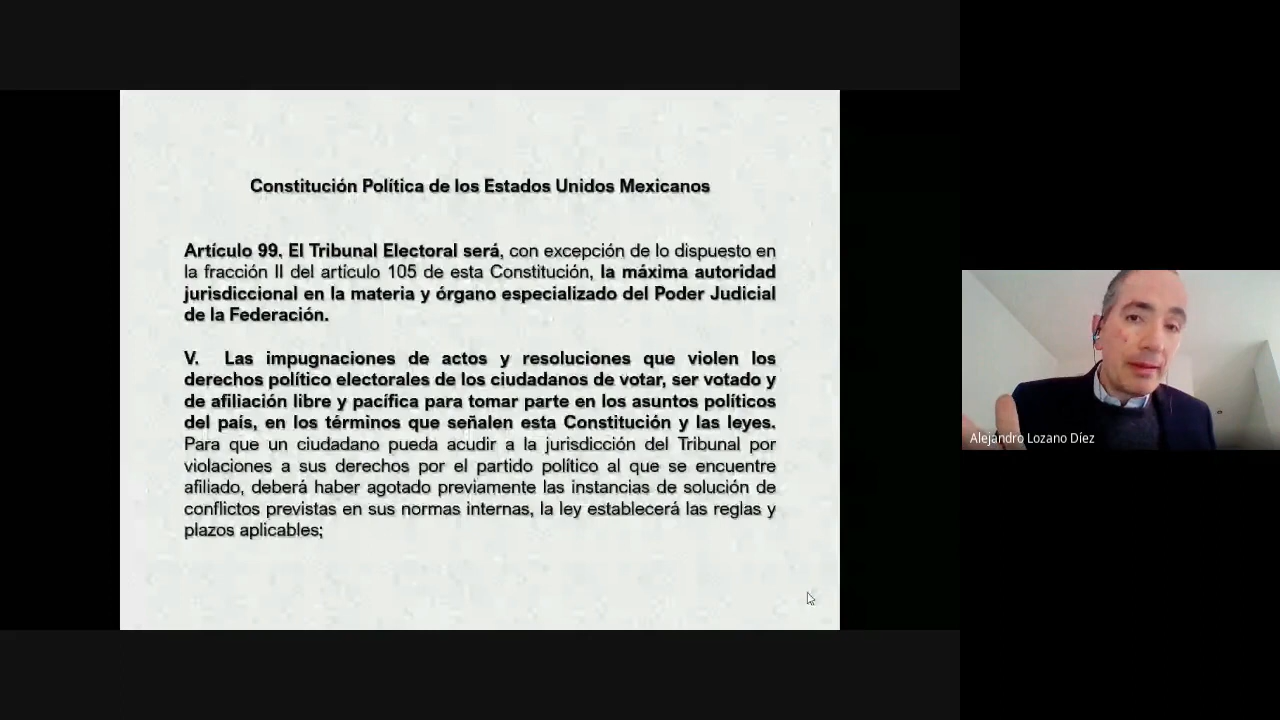 Constitución Política de los Estados Unidos Mexicanos
Artículo 99. El Tribunal Electoral será, con excepción de lo dispuesto en
la fracción II del artículo 105 de esta Constitución, la máxima autoridad
jurisdiccional en la materia y órgano especializado del Poder Judicial
de la Federación.
V. Las impugnaciones de actos y resoluciones que violen los
derechos político electorales de los ciudadanos de votar, ser votado y
de afiliación libre y pacífica para tomar parte en los asuntos políticos
del país, en los términos que señalen esta Constitución y las leyes.
Para que un ciudadano pueda acudir a la jurisdicción del Tribunal por
violaciones a sus derechos por el partido político al que se encuentre
afiliado, deberá haber agotado previamente las instancias de solución de
conflictos previstas en sus normas internas, la ley establecerá las reglas y
plazos aplicables;
Alejandro Lozano Díez